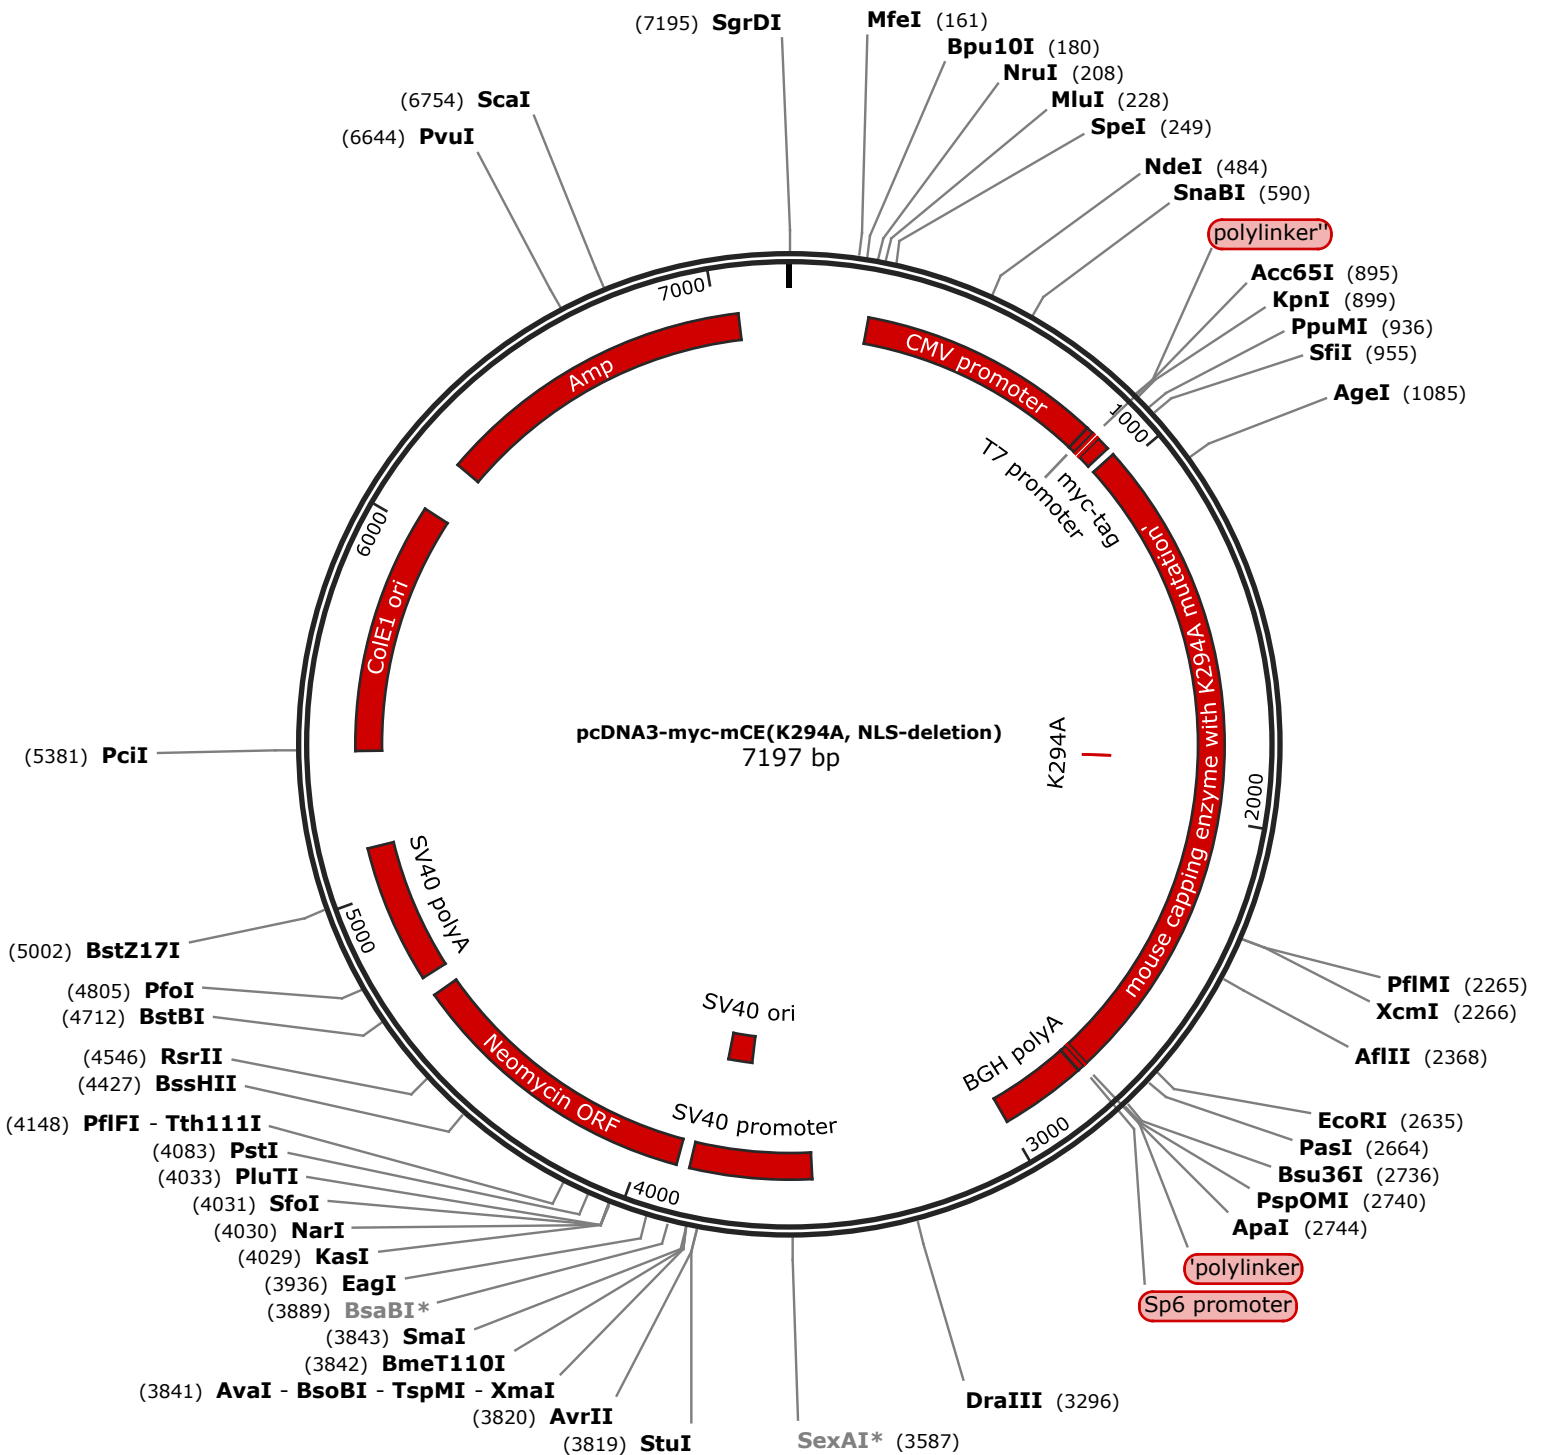 (7195) SgrDI
MfeI (161)
Bpu10I (180)
NruI (208)
MluI (228)
SpeI (249)
NdeI (484)
SnaBI (590)
polylinker"
Acc65I (895)
KpnI (899)
PpuMI (936)
SfiI (955)
AgeI (1085)
(6754) ScaI
(6644) PvuI
7000
1000
2000
3000
4000
5000
6000
CMV promoter
T7 promoter
myc-tag
mouse capping enzyme with K294A mutation'
K294A
Amp
ColE1 ori
pcDNA3-myc-mCE(K294A, NLS-deletion)
7197 bp
SV40 polyA
Neomycin ORF
SV40 ori
SV40 promoter
BGH polyA
PflMI (2265)
XcmI (2266)
AflII (2368)
EcoRI (2635)
PasI (2664)
Bsu36I (2736)
PspOMI (2740)
ApaI (2744)
'polylinker
Sp6 promoter
DraIII (3296)
SexAI* (3587)
(5381) PciI
(5002) BstZ17I
(4805) PfoI
(4712) BstBI
(4546) RsrII
(4427) BssHII
(4148) PflFI - Tth111I
(4083) PstI
(4033) PluTI
(4031) SfoI
(4030) NarI
(4029) KasI
(3936) EagI
(3889) BsaBI*
(3843) SmaI
(3842) BmeT110I
(3841) AvaI - BsoBI - TspMI - XmaI
(3820) AvrII
(3819) StuI